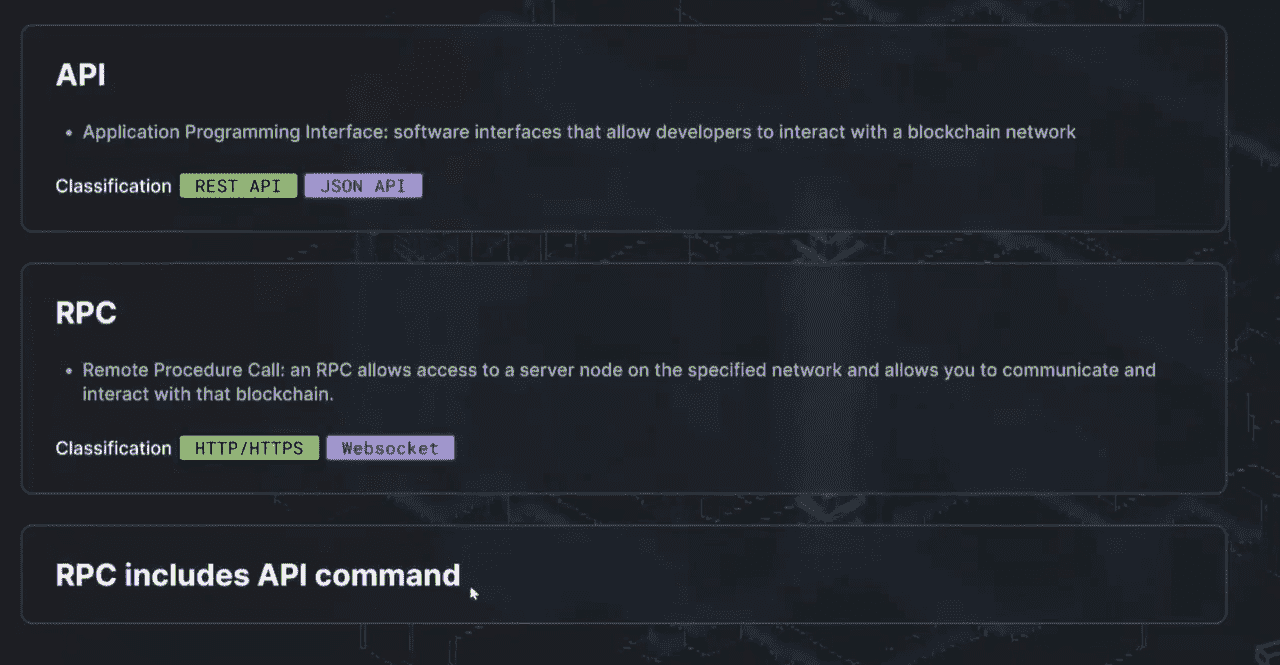 API
• Application Programming Interface: software interfaces that allow developers to interact with a blockchain network
Classification REST API JSON API
RPC
• Remote Procedure Call: an RPC allows access to a server node on the specified network and allows you to communicate and
interact with that blockchain.
Classification HTTP/HTTPS Websocket
RPC includes API command